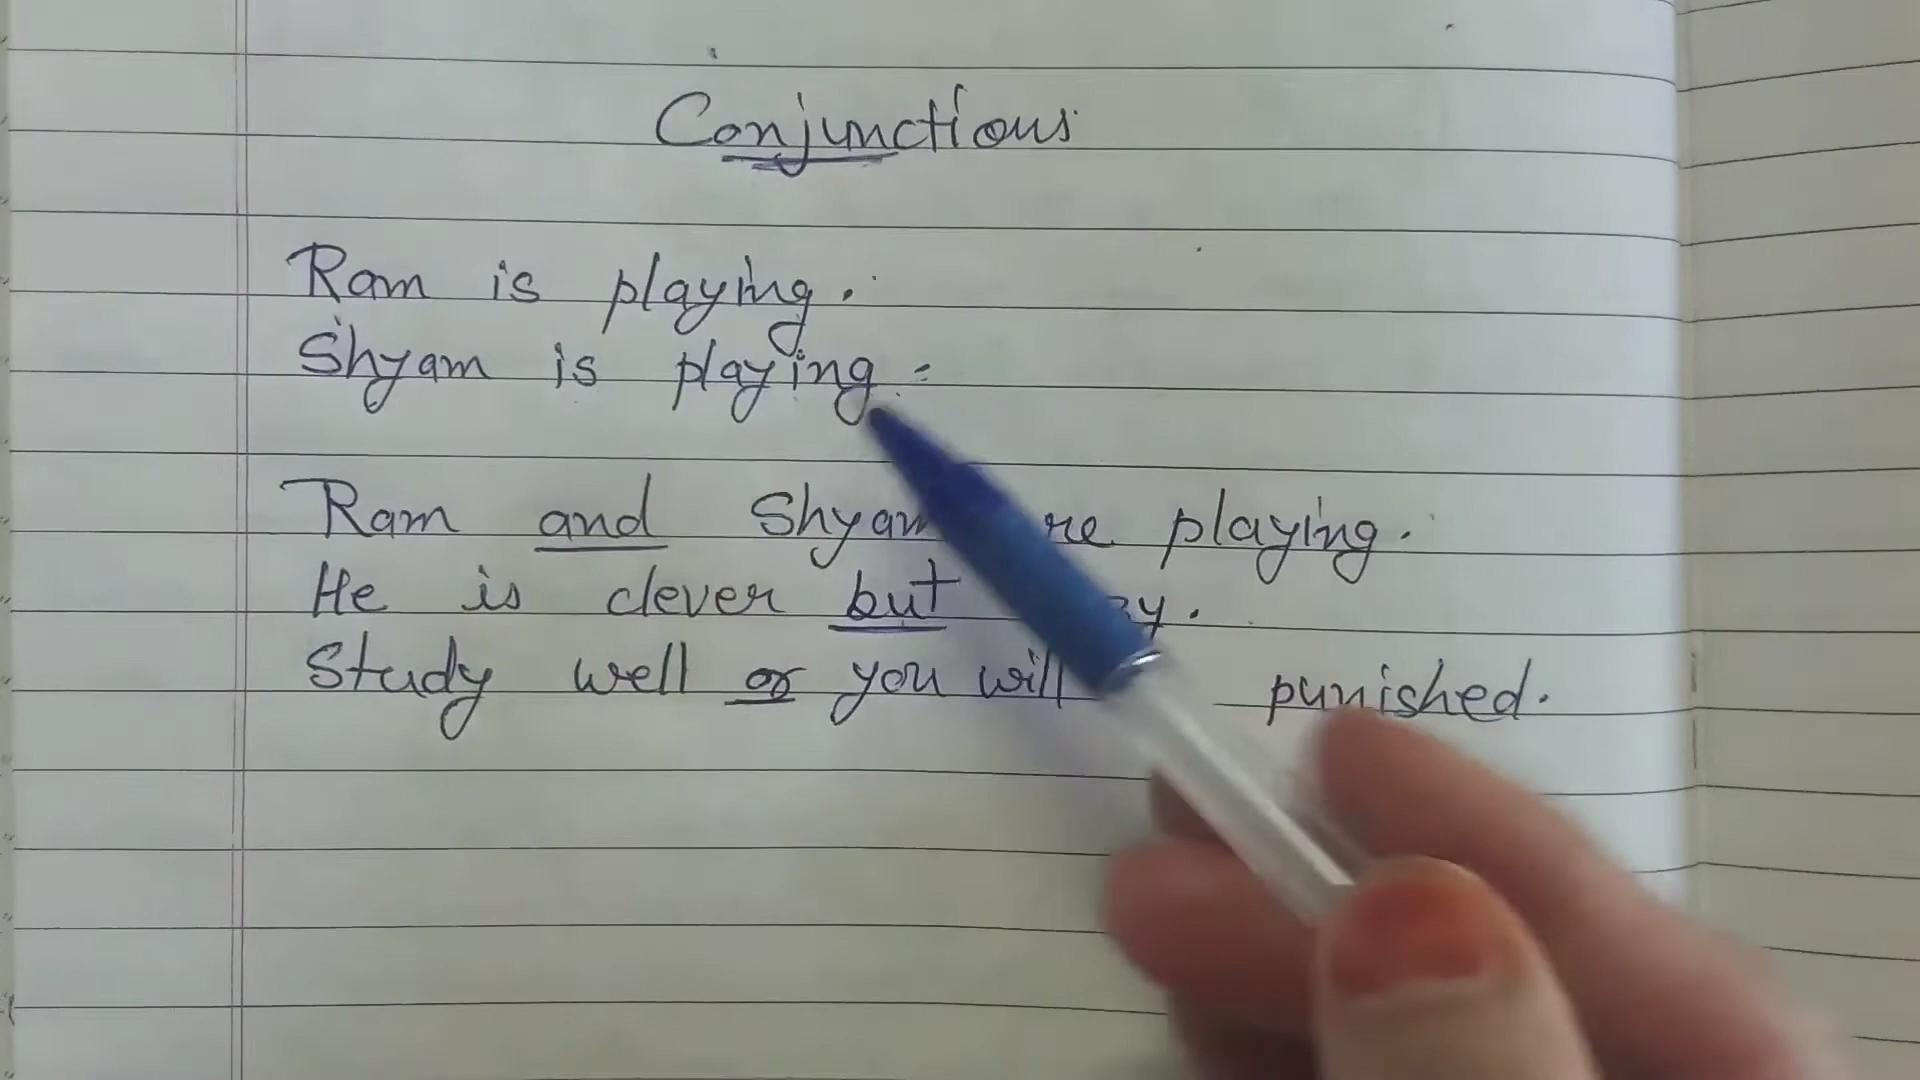 Conjunctions
Ram is playing.
Shyam is playing.
Ram and Shyam playing.
He is clever but
Study well or you will punished.